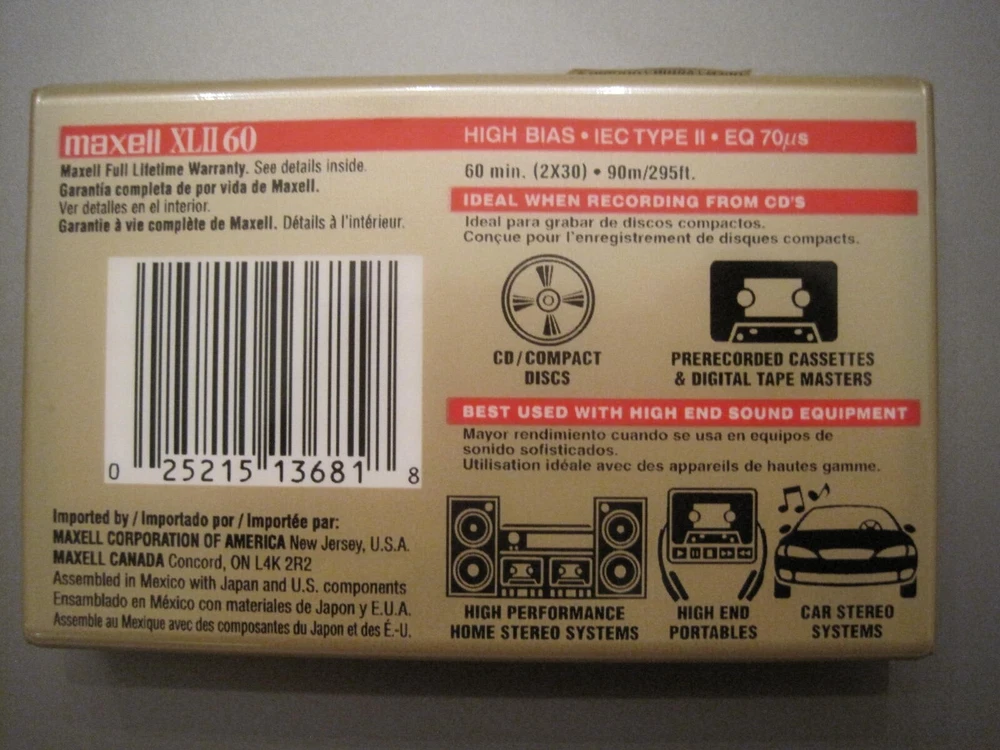 maxell XLII 60
Maxell Full Lifetime Warranty. See details inside.
Garantía completa de por vida de Maxell.
Ver detalles en el interior.
Garantie à vie complète de Maxell. Détails à l'intérieur.
0 25215 13681 8
Imported by / Importado por / Importée par:
MAXELL CORPORATION OF AMERICA New Jersey, U.S.A.
MAXELL CANADA Concord, ON L4K 2R2
Assembled in Mexico with Japan and U.S. components
Ensamblado en México con materiales de Japon y E.U.A.
Assemble au Mexique avec des composantes du Japon et des É.-U.
HIGH BIAS • IEC TYPE II • EQ 70µs
60 min. (2X30) • 90m/295ft.
IDEAL WHEN RECORDING FROM CD'S
Ideal para grabar de discos compactos.
Conçue pour l'enregistrement de disques compacts.
CD/COMPACT
DISCS
PRERECORDED CASSETTES
& DIGITAL TAPE MASTERS
BEST USED WITH HIGH END SOUND EQUIPMENT
Mayor rendimiento cuando se usa en equipos de
sonido sofisticados.
Utilisation idéale avec des appareils de hautes gamme.
HIGH PERFORMANCE
HOME STEREO SYSTEMS
HIGH END
PORTABLES
CAR STEREO
SYSTEMS